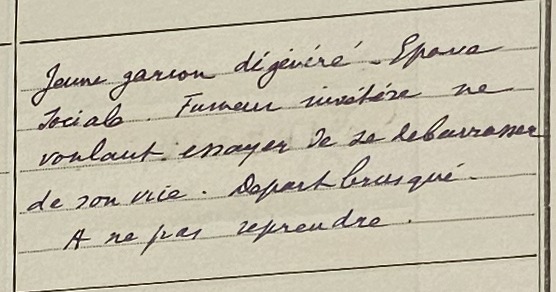 Jeune garçon dégénéré. Epave
Sociale. Fumeur invétéré ne
voulant essayer de se debarrasser
de son vice. Depart brusqué.
A ne pas reprendre.